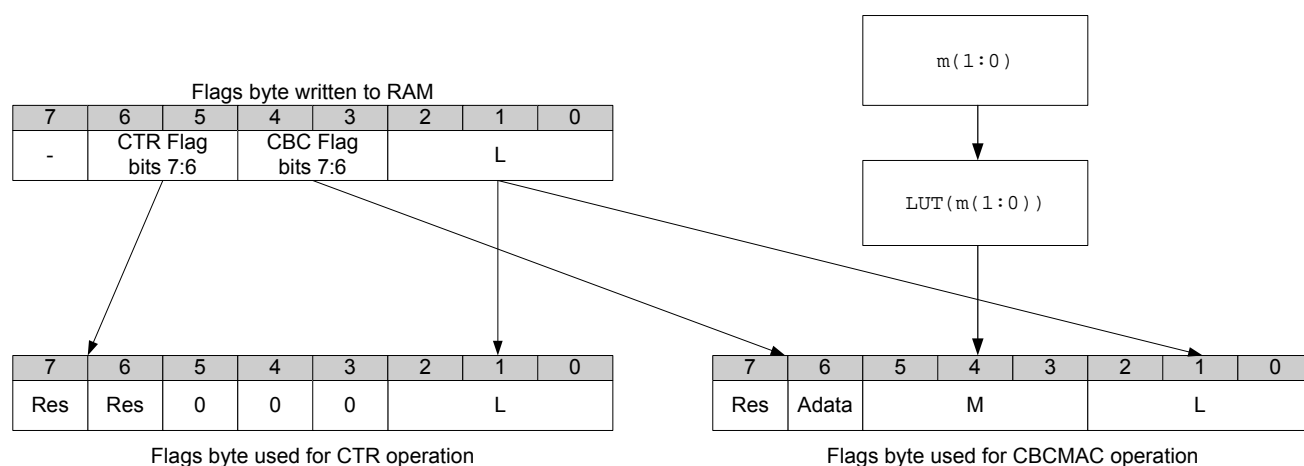 m(1:0)
Flags byte written to RAM
7 6 5 4 3 2 1 0
- CTR Flag bits 7:6 CBC Flag bits 7:6 L
LUT(m(1:0))
7 6 5 4 3 2 1 0
Res Res 0 0 0 L
Flags byte used for CTR operation
7 6 5 4 3 2 1 0
Res Adata M L
Flags byte used for CBCMAC operation